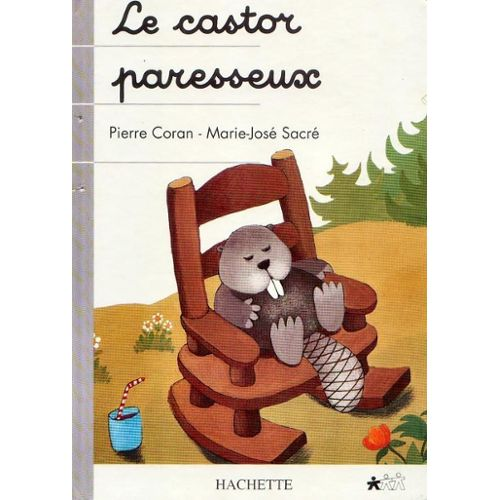 Le castor
paresseux
Pierre Coran - Marie-José Sacré
HACHETTE